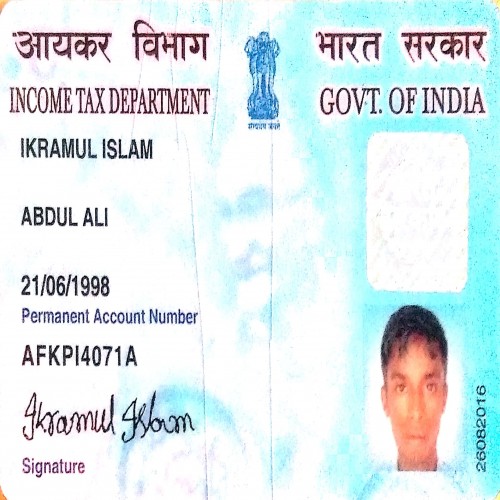 आयकर विभाग
INCOME TAX DEPARTMENT
भारत सरकार
GOVT. OF INDIA
सत्यमेव जयते
IKRAMUL ISLAM
ABDUL ALI
21/06/1998
Permanent Account Number
AFKPI4071A
Ikramul Islam
Signature
26082016